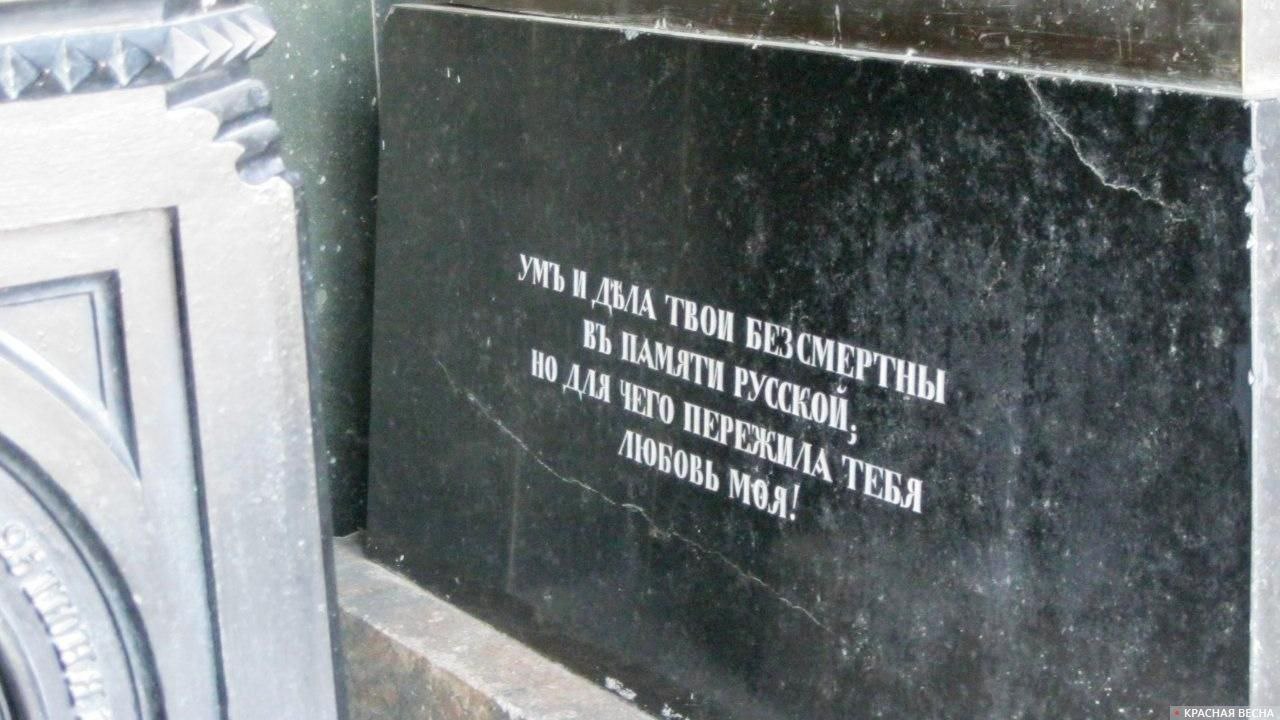 УМЪ И ДѢЛА ТВОИ БЕЗСМЕРТНЫ
ВЪ ПАМЯТИ РУССКОЙ;
НО ДЛЯ ЧЕГО ПЕРЕЖИЛА ТЕБЯ
ЛЮБОВЬ МОЯ!
КРАСНАЯ ВЕСНА